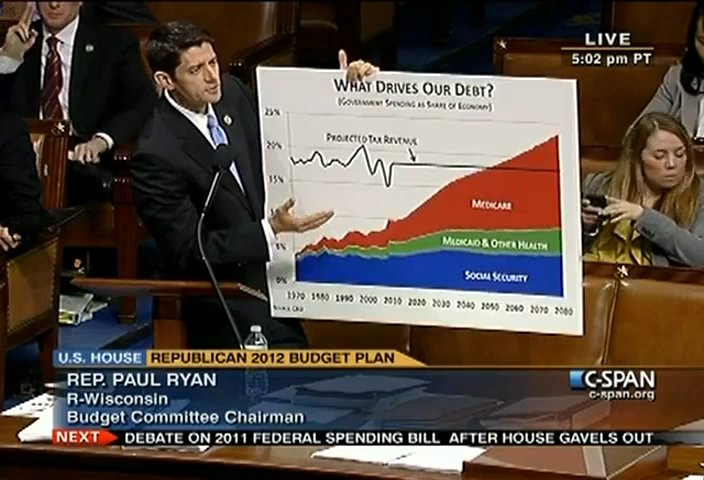 LIVE
5:02 pm PT
WHAT DRIVES OUR DEBT?
(GOVERNMENT SPENDING AS SHARE OF ECONOMY)
25%
PROJECTED TAX REVENUE
20%
15%
MEDICARE
5%
MEDICAID & OTHER HEALTH
SOCIAL SECURITY
0%
1970 1980 1990 2000 2010 2020 2030 2040 2050 2060 2070 2080
C-SPAN
U.S. HOUSE REPUBLICAN 2012 BUDGET PLAN
REP. PAUL RYAN
R-Wisconsin
Budget Committee Chairman
C-SPAN
c-span.org
NEXT DEBATE ON 2011 FEDERAL SPENDING BILL AFTER HOUSE GAVELS OUT